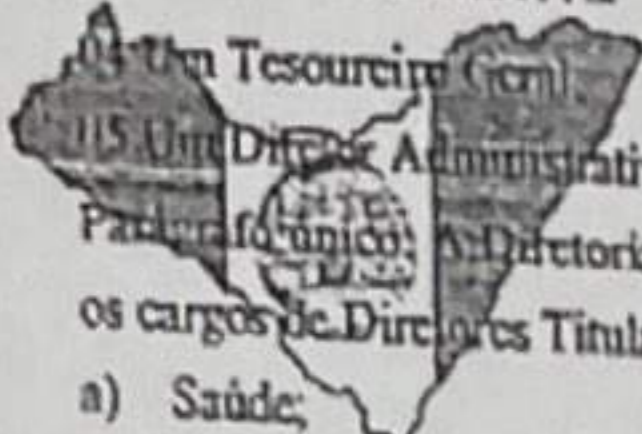 04 Um Tesoureiro Geral,
05 Um Diretor Administrati
Parágrafo único: A Diretori
os cargos de Diretores Titul
a) Saúde;